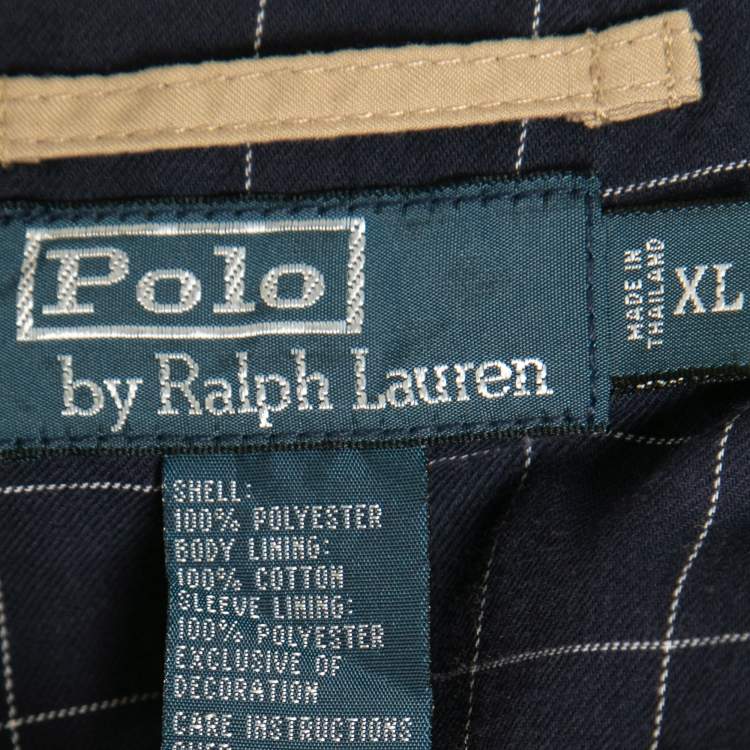 Polo
by Ralph Lauren
MADE IN
THAILAND
XL
SHELL:
100% POLYESTER
BODY LINING:
100% COTTON
SLEEVE LINING:
100% POLYESTER
EXCLUSIVE OF
DECORATION
CARE INSTRUCTIONS